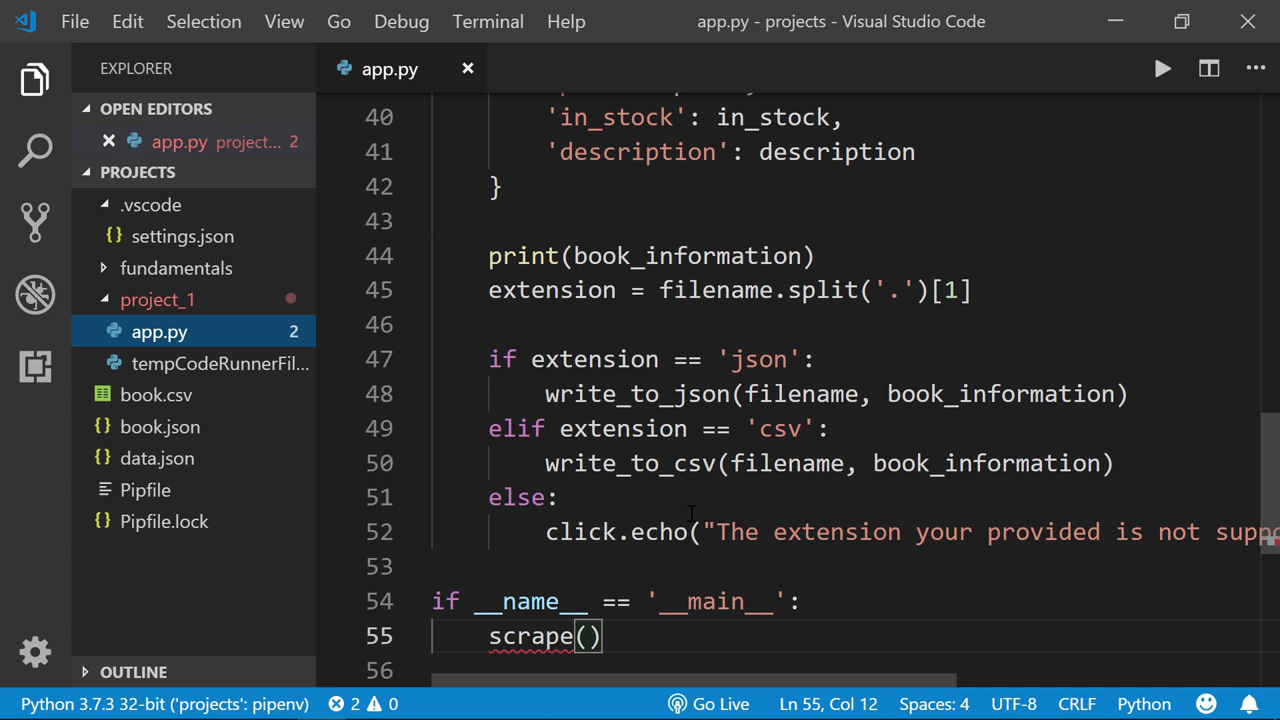 File Edit Selection View Go Debug Terminal Help app.py - projects - Visual Studio Code
EXPLORER
OPEN EDITORS
app.py project... 2
PROJECTS
.vscode
settings.json
fundamentals
project_1
app.py 2
tempCodeRunnerFil...
book.csv
book.json
data.json
Pipfile
Pipfile.lock
OUTLINE
app.py
40 'in_stock': in_stock,
41 'description': description
42 }
43
44 print(book_information)
45 extension = filename.split('.')[1]
46
47 if extension == 'json':
48 write_to_json(filename, book_information)
49 elif extension == 'csv':
50 write_to_csv(filename, book_information)
51 else:
52 click.echo("The extension your provided is not suppo
53
54 if __name__ == '__main__':
55 scrape()
56
Python 3.7.3 32-bit ('projects': pipenv) 2 0 Go Live Ln 55, Col 12 Spaces: 4 UTF-8 CRLF Python